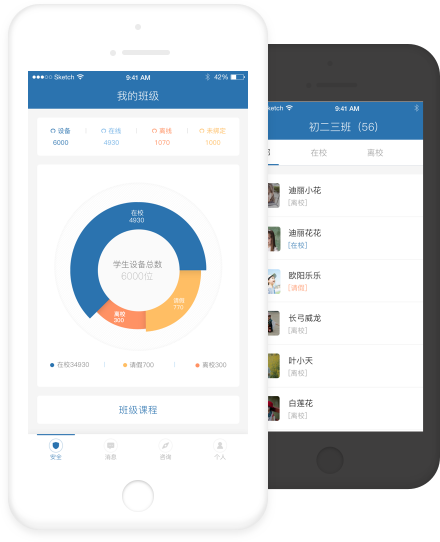 Sketch 9:41 AM 42%
我的班级
设备 在线 离线 未绑定
6000 4930 1070 1000
在校
4930
学生设备总数
6000位
请假
770
离校
300
在校34930 请假700 离校300
班级课程
安全 消息 咨询 个人
ketch 9:41 AM
初二三班（56）
在校 离校
迪丽小花
[离校]
迪丽花花
[在校]
欧阳乐乐
[请假]
长弓威龙
[离校]
叶小天
[离校]
白莲花
[离校]